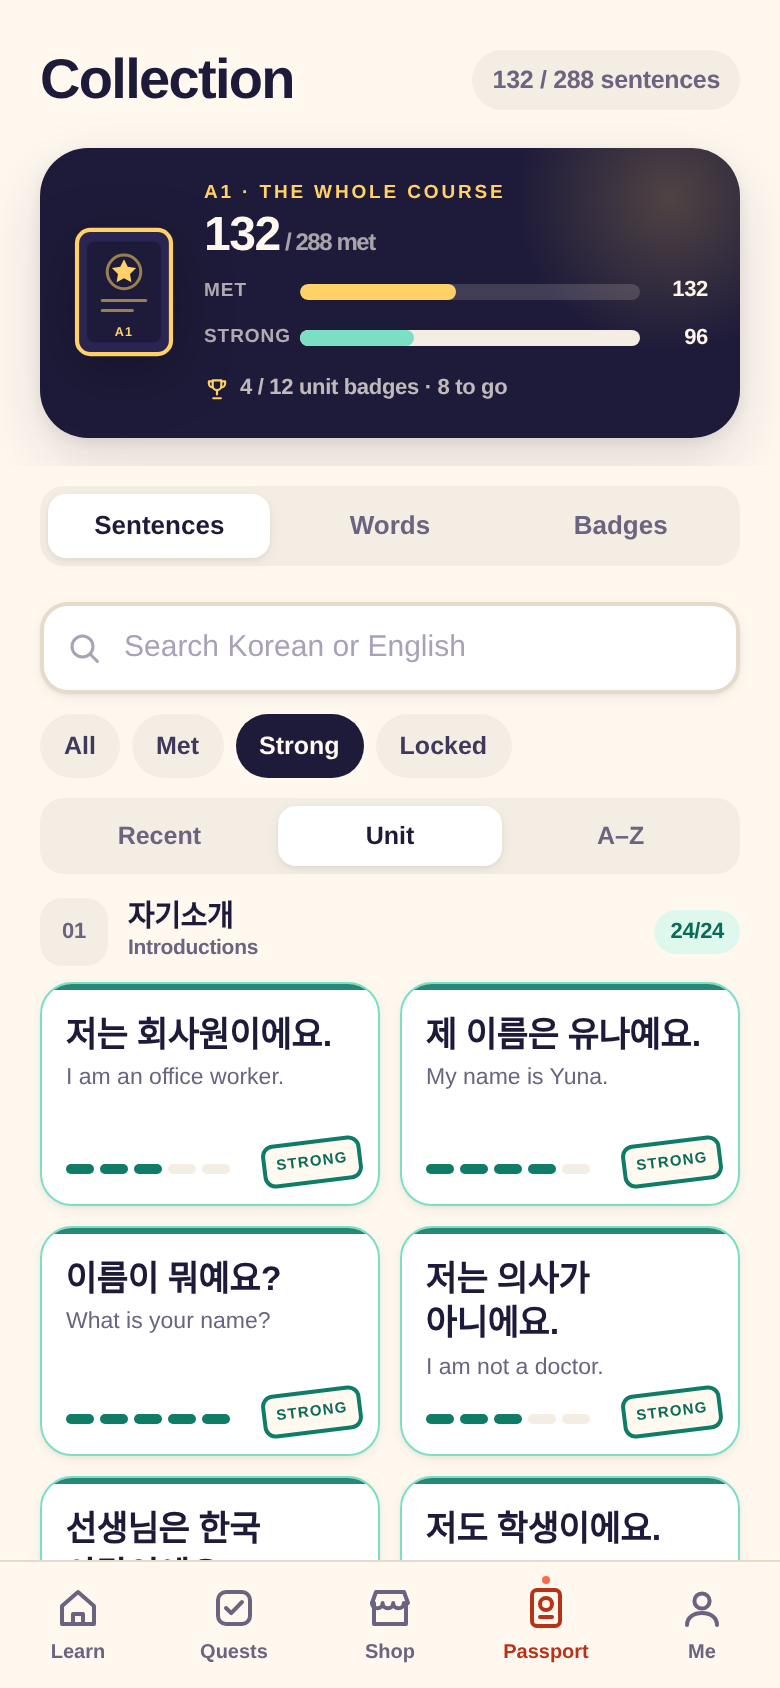 Collection
132 / 288 sentences
A1 · THE WHOLE COURSE
132 / 288 met
MET 132
STRONG 96
A1
4 / 12 unit badges · 8 to go
Sentences Words Badges
Search Korean or English
All Met Strong Locked
Recent Unit A–Z
01 자기소개 24/24
Introductions
저는 회사원이에요.
I am an office worker.
STRONG
제 이름은 유나예요.
My name is Yuna.
STRONG
이름이 뭐예요?
What is your name?
STRONG
저는 의사가
아니에요.
I am not a doctor.
STRONG
선생님은 한국
저도 학생이에요.
Learn Quests Shop Passport Me